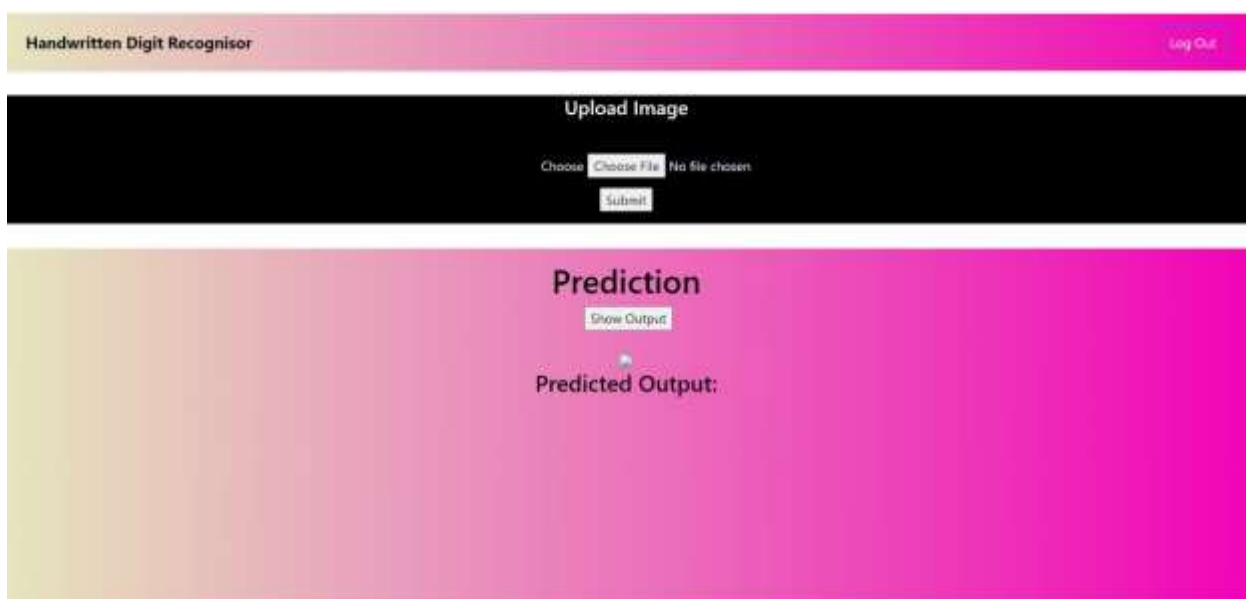 Handwritten Digit Recognisor
Log Out
Upload Image
Choose Choose File No file chosen
Submit
Prediction
Show Output
Predicted Output: